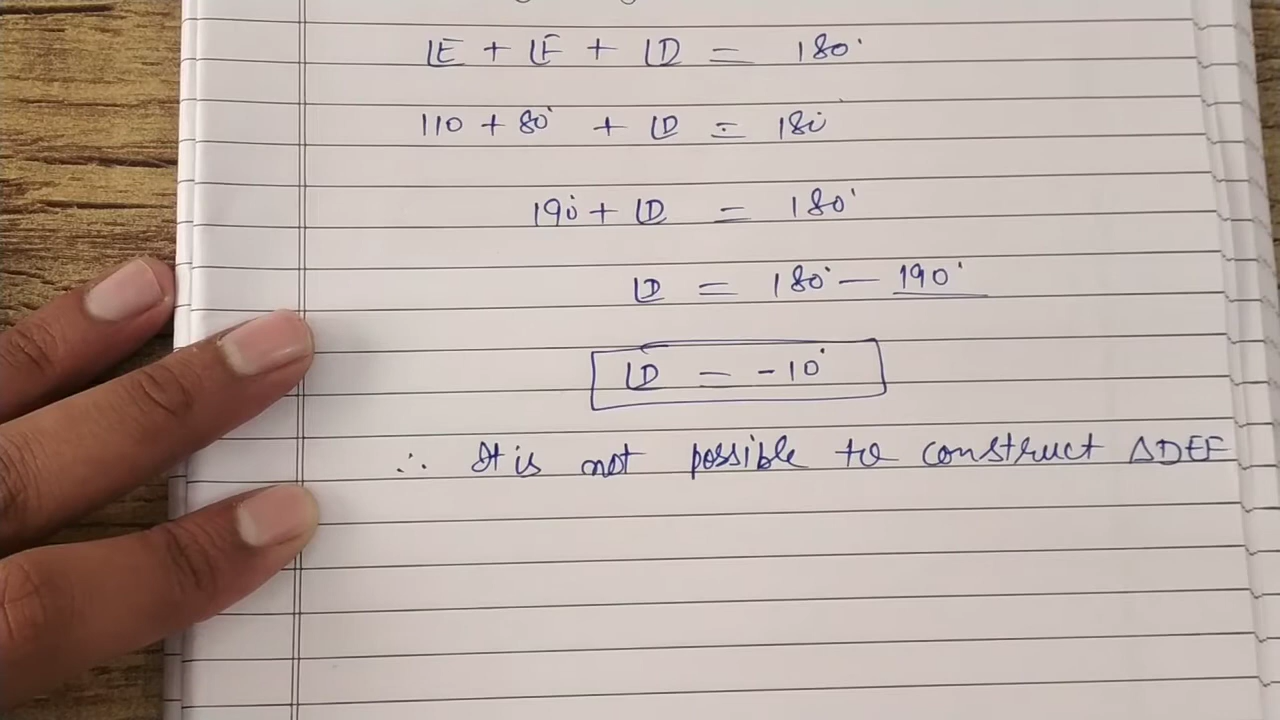 ∠E + ∠F + ∠D = 180°
110 + 80° + ∠D = 180°
190° + ∠D = 180°
∠D = 180° - 190°
∠D = -10°
∴ It is not possible to construct ΔDEF